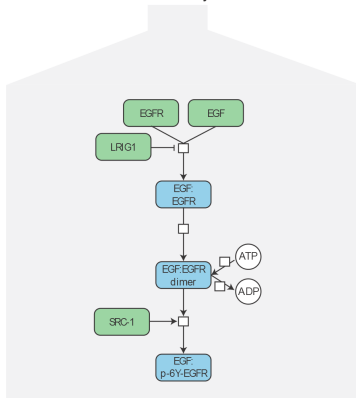 EGFR
EGF
LRIG1
EGF:
EGFR
EGF:EGFR
dimer
ATP
ADP
SRC-1
EGF:
p-6Y-EGFR